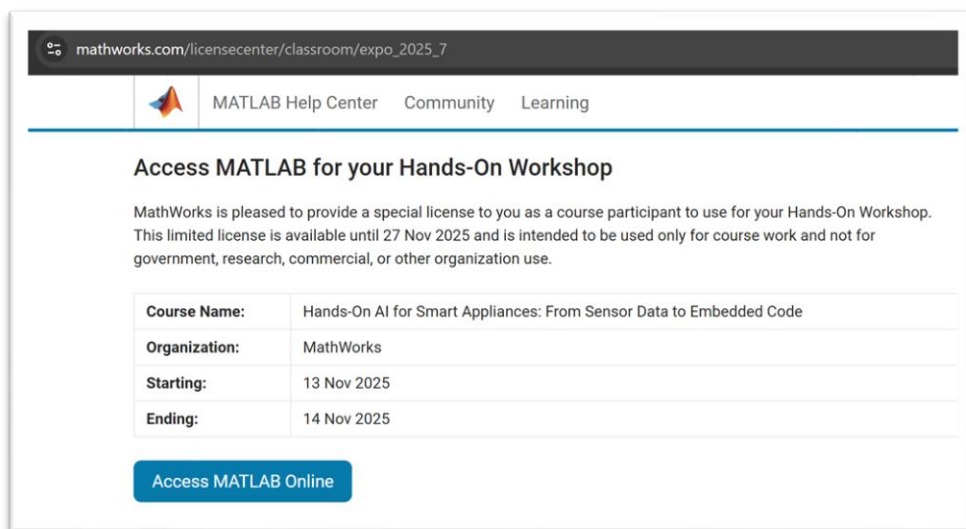 mathworks.com/licensecenter/classroom/expo_2025_7
MATLAB Help Center Community Learning
Access MATLAB for your Hands-On Workshop
MathWorks is pleased to provide a special license to you as a course participant to use for your Hands-On Workshop.
This limited license is available until 27 Nov 2025 and is intended to be used only for course work and not for
government, research, commercial, or other organization use.
Course Name: Hands-On AI for Smart Appliances: From Sensor Data to Embedded Code
Organization: MathWorks
Starting: 13 Nov 2025
Ending: 14 Nov 2025
Access MATLAB Online